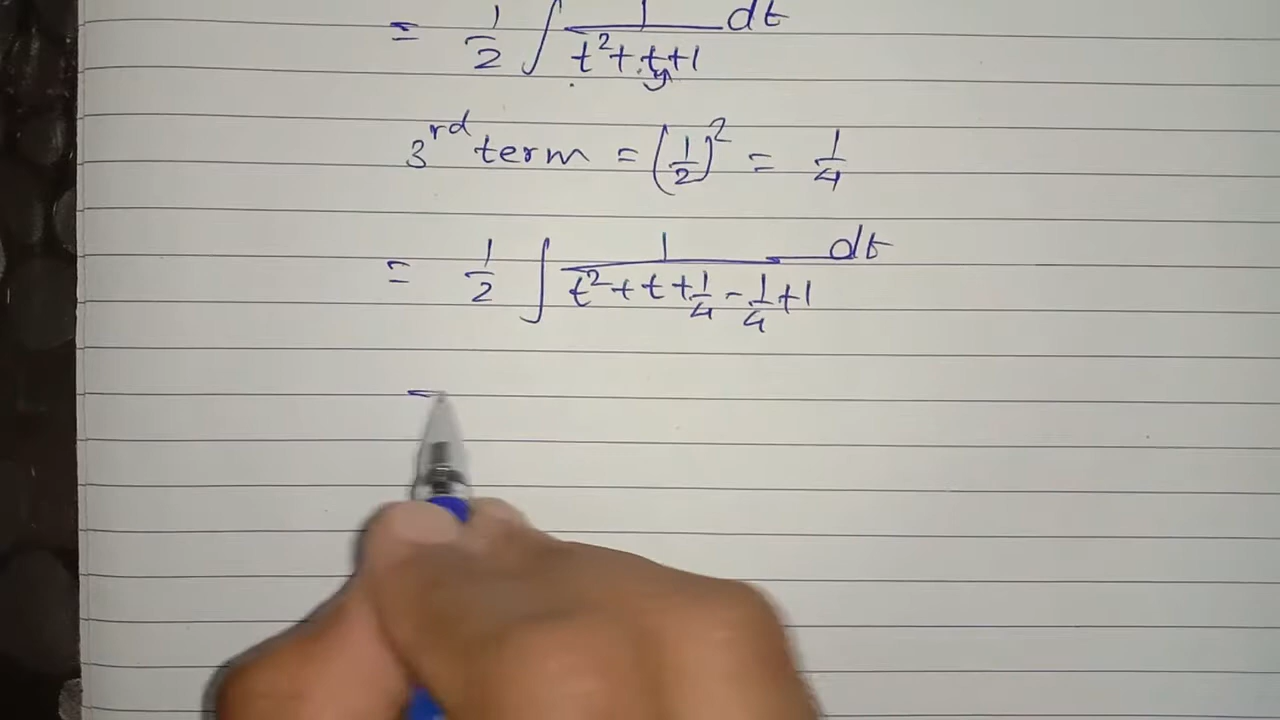 = 1/2 ∫ 1/(t²+t+1) dt
3rd term = (1/2)² = 1/4
= 1/2 ∫ 1/(t²+t+1/4-1/4+1) dt